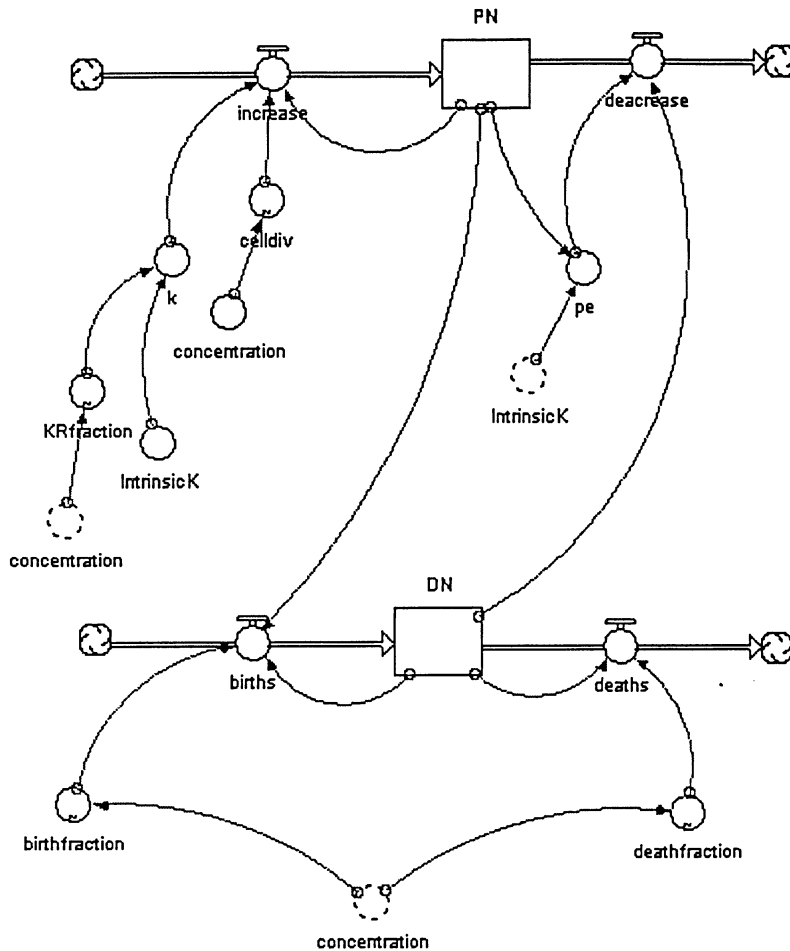 PN
increase
deacrease
celldiv
k
pe
concentration
KRfraction
IntrinsicK
IntrinsicK
concentration
DN
births
deaths
birthfraction
deathfraction
concentration